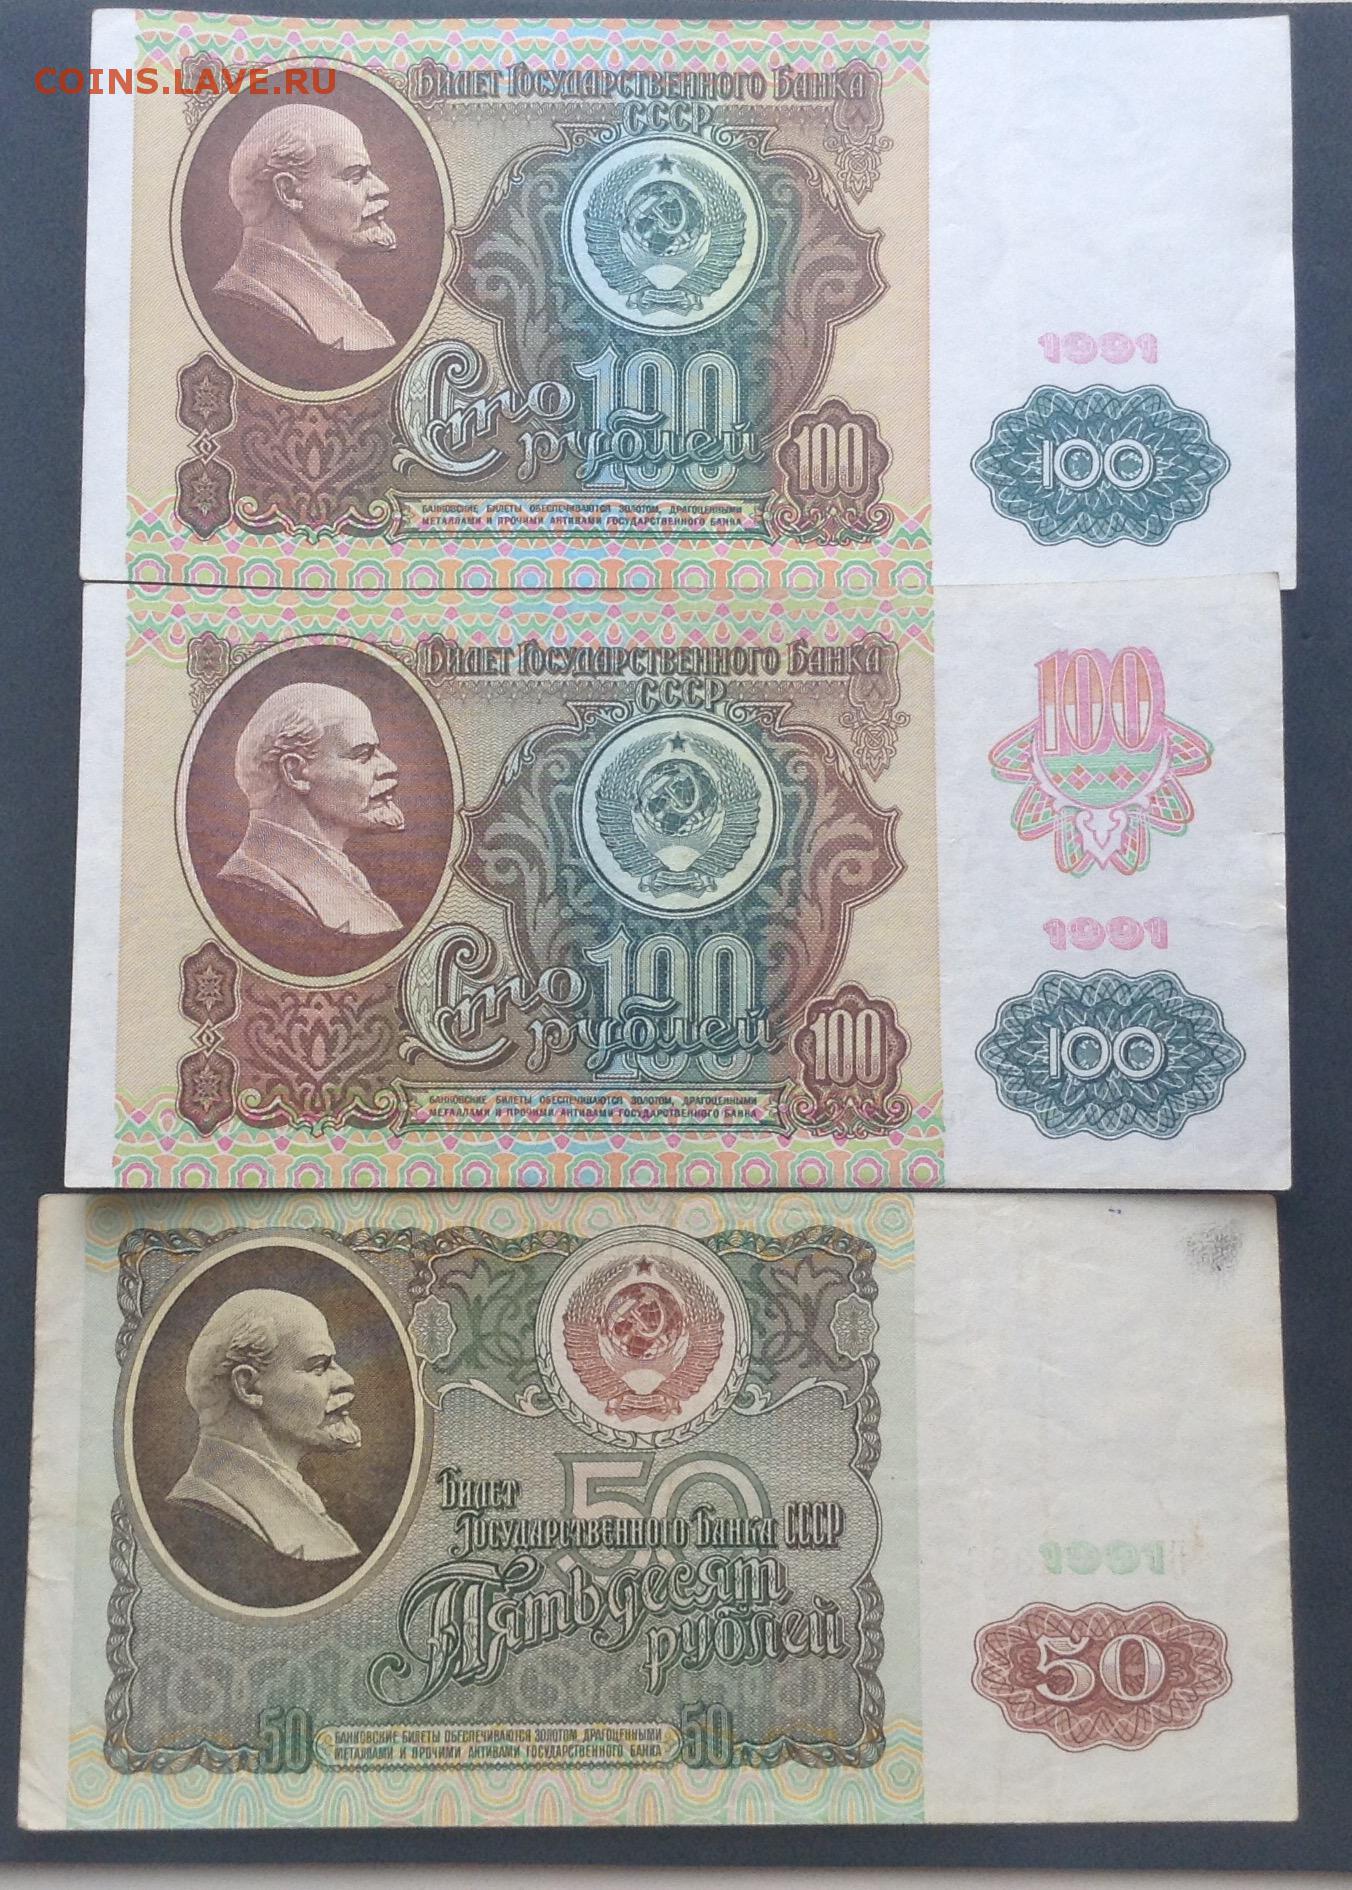 COINS.LAVE.RU
Билет Государственного Банка
СССР
100
Сто
рублей
100
БАНКОВСКИЕ БИЛЕТЫ ОБЕСПЕЧИВАЮТСЯ ЗОЛОТОМ, ДРАГОЦЕННЫМИ
МЕТАЛЛАМИ И ПРОЧИМИ АКТИВАМИ ГОСУДАРСТВЕННОГО БАНКА
1991
100
Билет Государственного Банка
СССР
100
Сто
рублей
100
БАНКОВСКИЕ БИЛЕТЫ ОБЕСПЕЧИВАЮТСЯ ЗОЛОТОМ, ДРАГОЦЕННЫМИ
МЕТАЛЛАМИ И ПРОЧИМИ АКТИВАМИ ГОСУДАРСТВЕННОГО БАНКА
100
1991
100
50
Билет
Государственного Банка СССР
Пятьдесят
рублей
50
БАНКОВСКИЕ БИЛЕТЫ ОБЕСПЕЧИВАЮТСЯ ЗОЛОТОМ, ДРАГОЦЕННЫМИ
МЕТАЛЛАМИ И ПРОЧИМИ АКТИВАМИ ГОСУДАРСТВЕННОГО БАНКА
50
1991
50